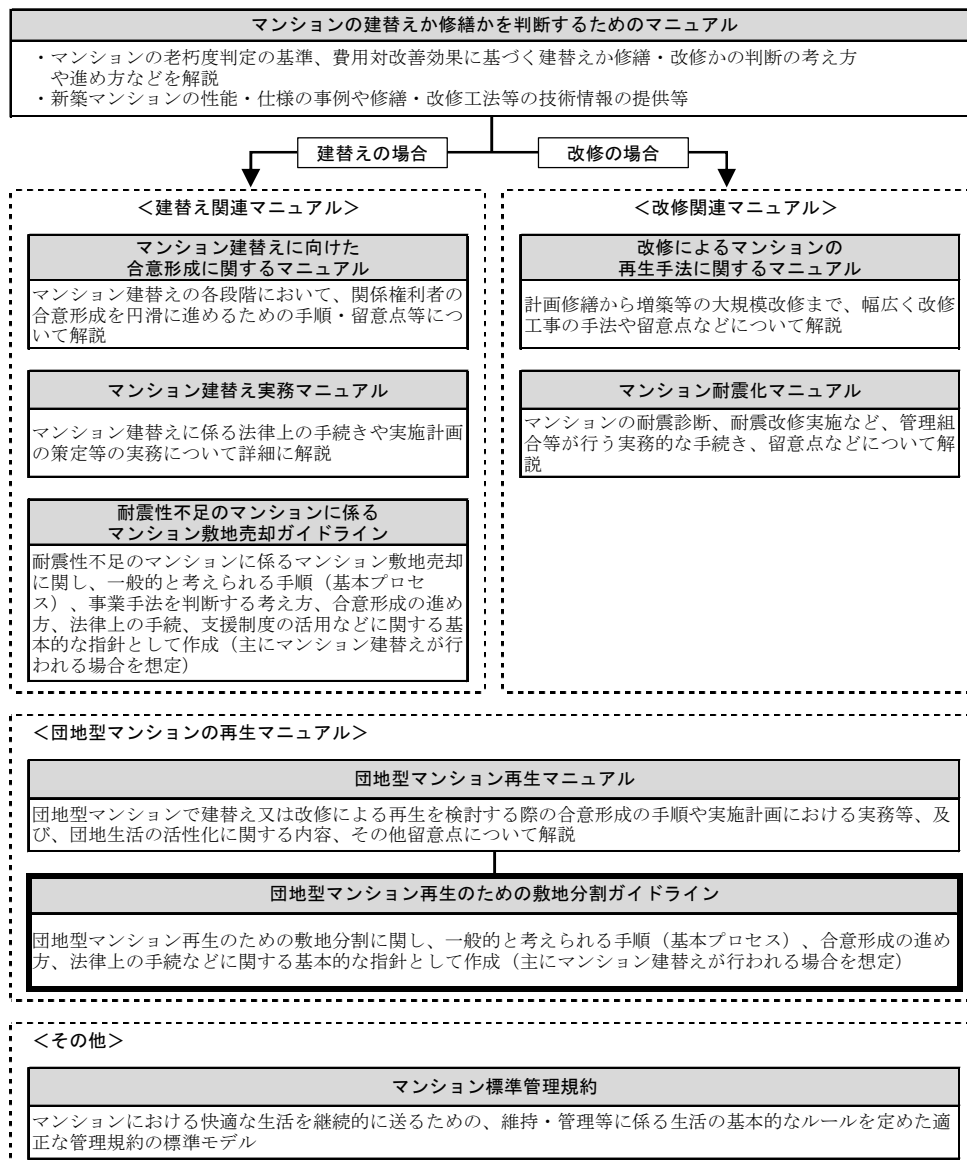 マンションの建替えか修繕かを判断するためのマニュアル
・マンションの老朽度判定の基準、費用対改善効果に基づく建替えか修繕・改修かの判断の考え方
や進め方などを解説
・新築マンションの性能・仕様の事例や修繕・改修工法等の技術情報の提供等
建替えの場合
改修の場合
＜建替え関連マニュアル＞
マンション建替えに向けた
合意形成に関するマニュアル
マンション建替えの各段階において、関係権利者の
合意形成を円滑に進めるための手順・留意点等につ
いて解説
マンション建替え実務マニュアル
マンション建替えに係る法律上の手続きや実施計画
の策定等の実務について詳細に解説
耐震性不足のマンションに係る
マンション敷地売却ガイドライン
耐震性不足のマンションに係るマンション敷地売却
に関し、一般的と考えられる手順（基本プロセ
ス）、事業手法を判断する考え方、合意形成の進め
方、法律上の手続、支援制度の活用などに関する基
本的な指針として作成（主にマンション建替えが行
われる場合を想定）
＜改修関連マニュアル＞
改修によるマンションの
再生手法に関するマニュアル
計画修繕から増築等の大規模改修まで、幅広く改修
工事の手法や留意点などについて解説
マンション耐震化マニュアル
マンションの耐震診断、耐震改修実施など、管理組
合等が行う実務的な手続き、留意点などについて解
説
＜団地型マンションの再生マニュアル＞
団地型マンション再生マニュアル
団地型マンションで建替え又は改修による再生を検討する際の合意形成の手順や実施計画における実務等、及
び、団地生活の活性化に関する内容、その他留意点について解説
団地型マンション再生のための敷地分割ガイドライン
団地型マンション再生のための敷地分割に関し、一般的と考えられる手順（基本プロセス）、合意形成の進め
方、法律上の手続などに関する基本的な指針として作成（主にマンション建替えが行われる場合を想定）
＜その他＞
マンション標準管理規約
マンションにおける快適な生活を継続的に送るための、維持・管理等に係る生活の基本的なルールを定めた適
正な管理規約の標準モデル